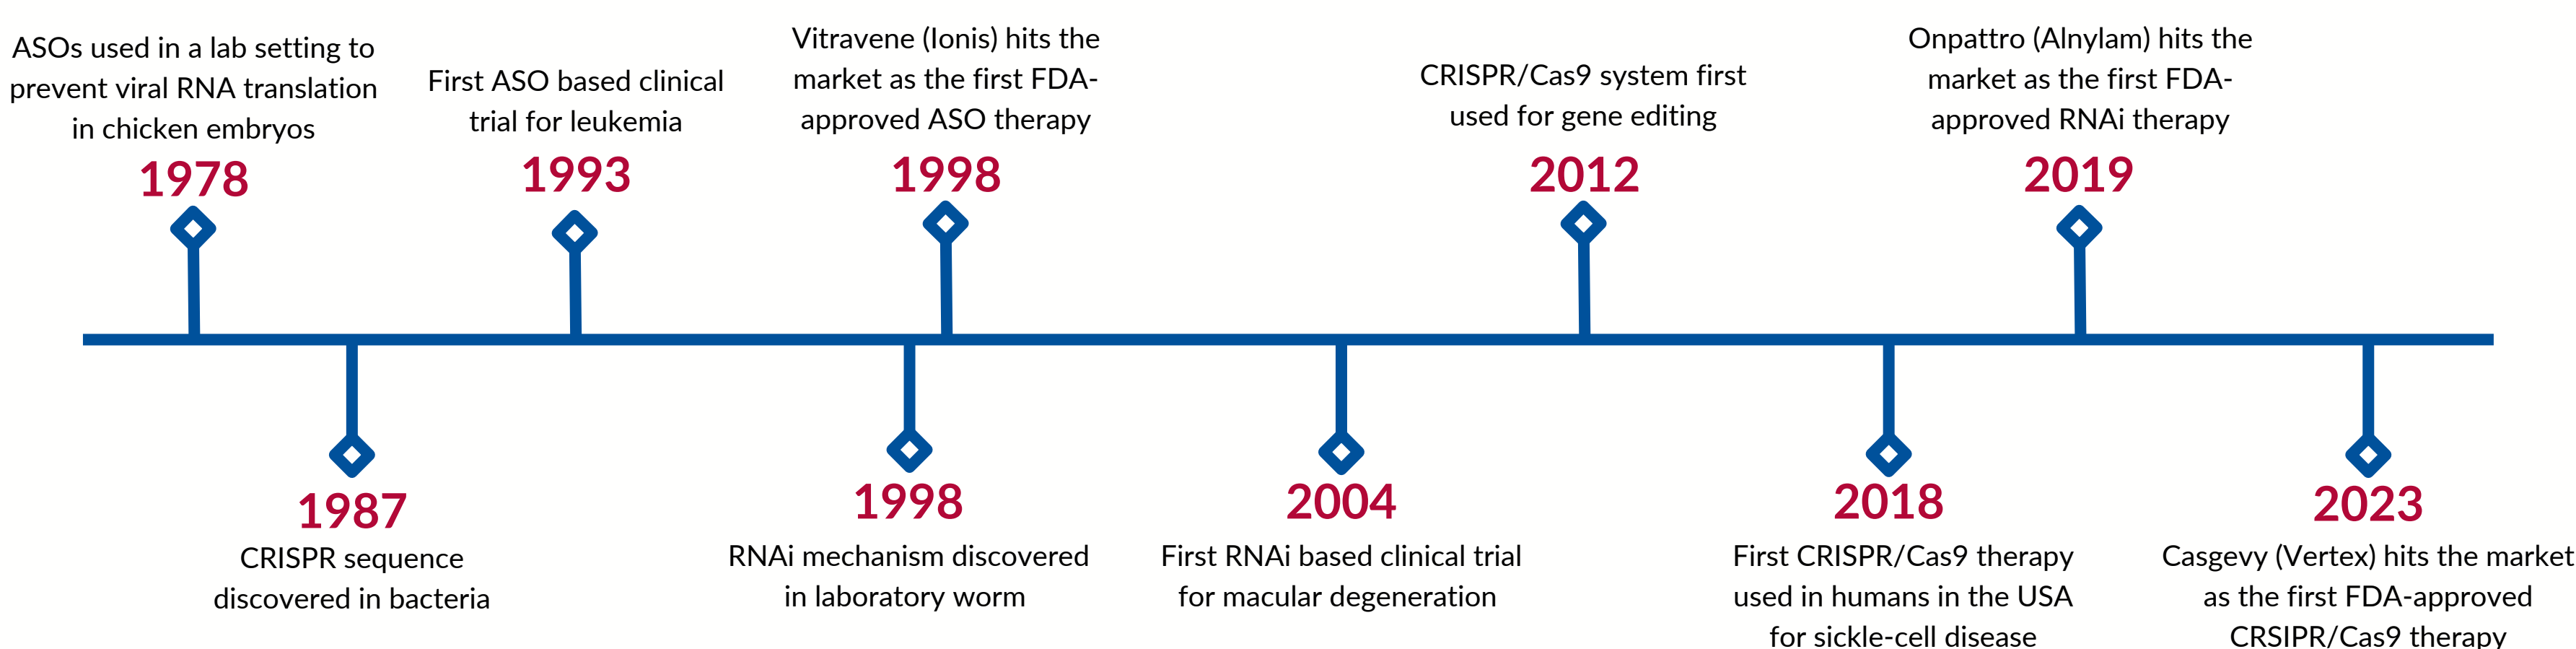 ASOs used in a lab setting to
prevent viral RNA translation
in chicken embryos
1978
1987
CRISPR sequence
discovered in bacteria
First ASO based clinical
trial for leukemia
1993
1998
RNAi mechanism discovered
in laboratory worm
Vitravene (Ionis) hits the
market as the first FDA-
approved ASO therapy
1998
2004
First RNAi based clinical trial
for macular degeneration
CRISPR/Cas9 system first
used for gene editing
2012
2018
First CRISPR/Cas9 therapy
used in humans in the USA
for sickle-cell disease
Onpattro (Alnylam) hits the
market as the first FDA-
approved RNAi therapy
2019
2023
Casgevy (Vertex) hits the market
as the first FDA-approved
CRSIPR/Cas9 therapy